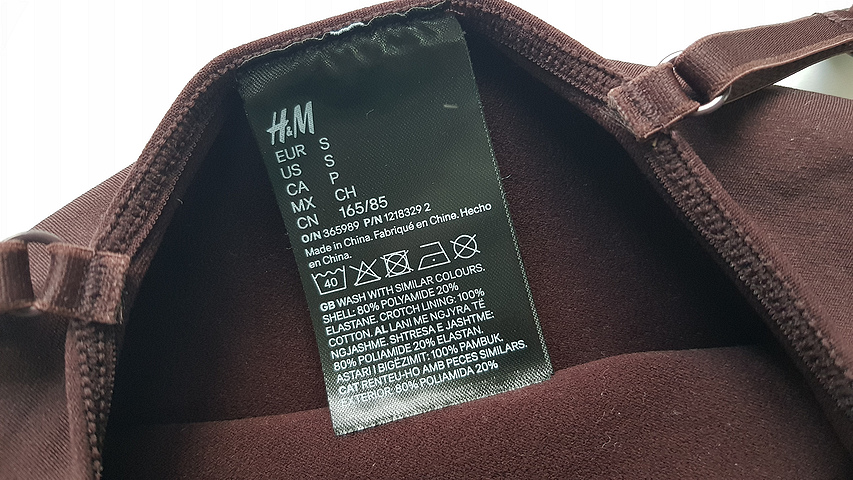 H&M
EUR S
US S
CA P
MX CH
CN 165/85
O/N 365989 P/N 1218329 2
Made in China. Fabriqué en Chine. Hecho
en China.
40
GB WASH WITH SIMILAR COLOURS.
SHELL: 80% POLYAMIDE 20%
ELASTANE. CROTCH LINING: 100%
COTTON. AL LANI ME NGJYRA TË
NGJASHME. SHTRESA E JASHTME:
80% POLIAMIDE 20% ELASTAN.
ASTARI I BIGËZIMIT: 100% PAMBUK.
CAT RENTEU-HO AMB PECES SIMILARS.
EXTERIOR: 80% POLIAMIDA 20%